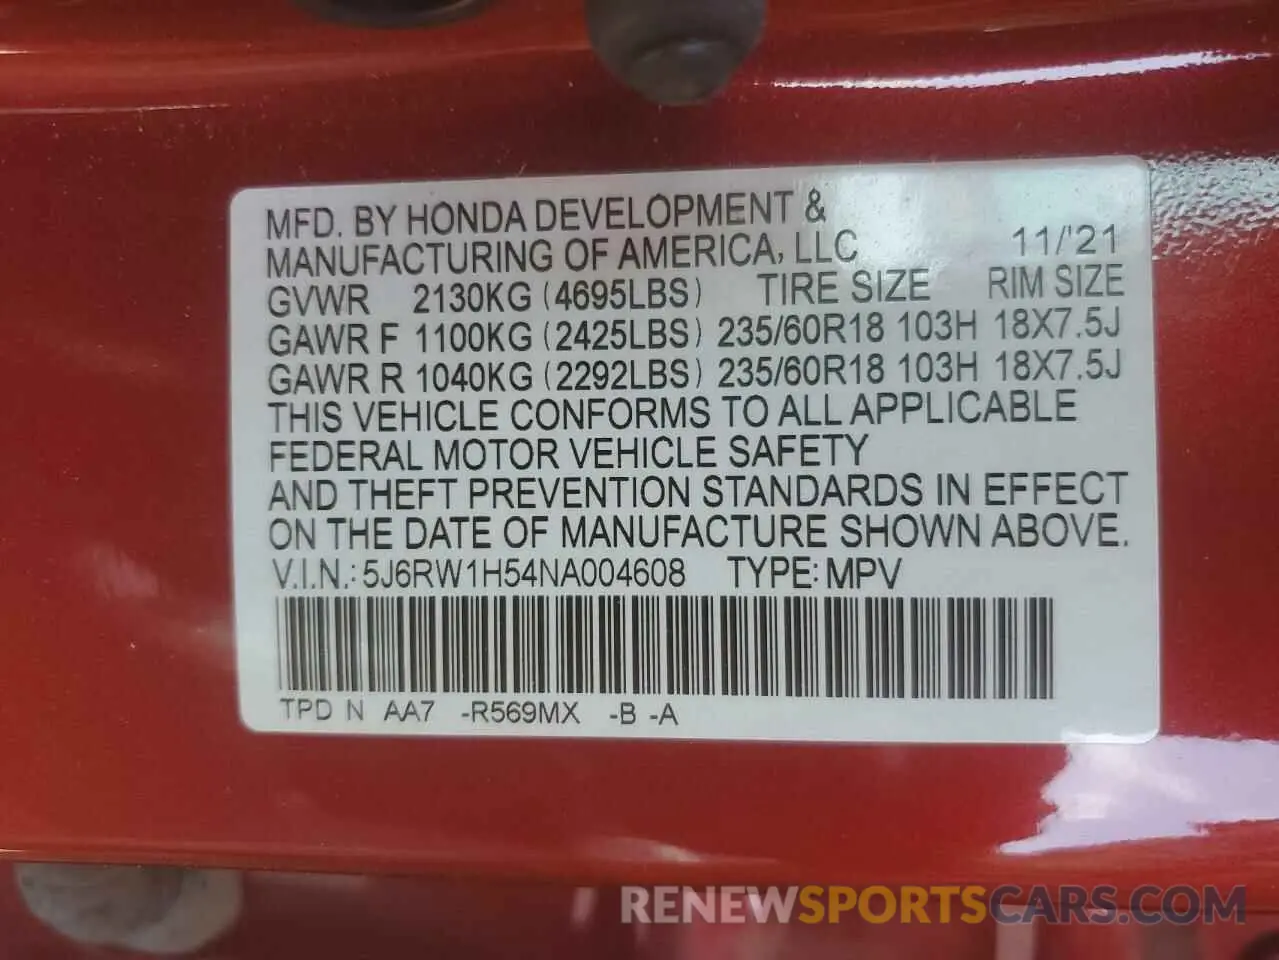 MFD. BY HONDA DEVELOPMENT &
MANUFACTURING OF AMERICA, LLC 11/'21
GVWR 2130KG (4695LBS) TIRE SIZE RIM SIZE
GAWR F 1100KG (2425LBS) 235/60R18 103H 18X7.5J
GAWR R 1040KG (2292LBS) 235/60R18 103H 18X7.5J
THIS VEHICLE CONFORMS TO ALL APPLICABLE
FEDERAL MOTOR VEHICLE SAFETY
AND THEFT PREVENTION STANDARDS IN EFFECT
ON THE DATE OF MANUFACTURE SHOWN ABOVE.
V.I.N.: 5J6RW1H54NA004608 TYPE: MPV
TPD N AA7 -R569MX -B -A
RENEWSPORTSCARS.COM